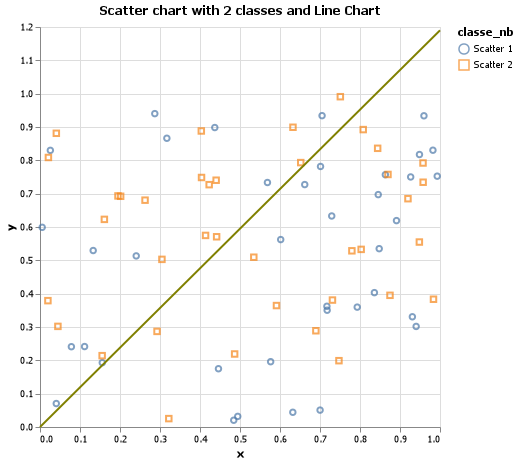 Scatter chart with 2 classes and Line Chart
classe_nb
Scatter 1
Scatter 2
1.2
1.1
1.0
0.9
0.8
0.7
0.6
0.5
0.4
0.3
0.2
0.1
0.0
y
0.0 0.1 0.2 0.3 0.4 0.5 0.6 0.7 0.8 0.9 1.0
x